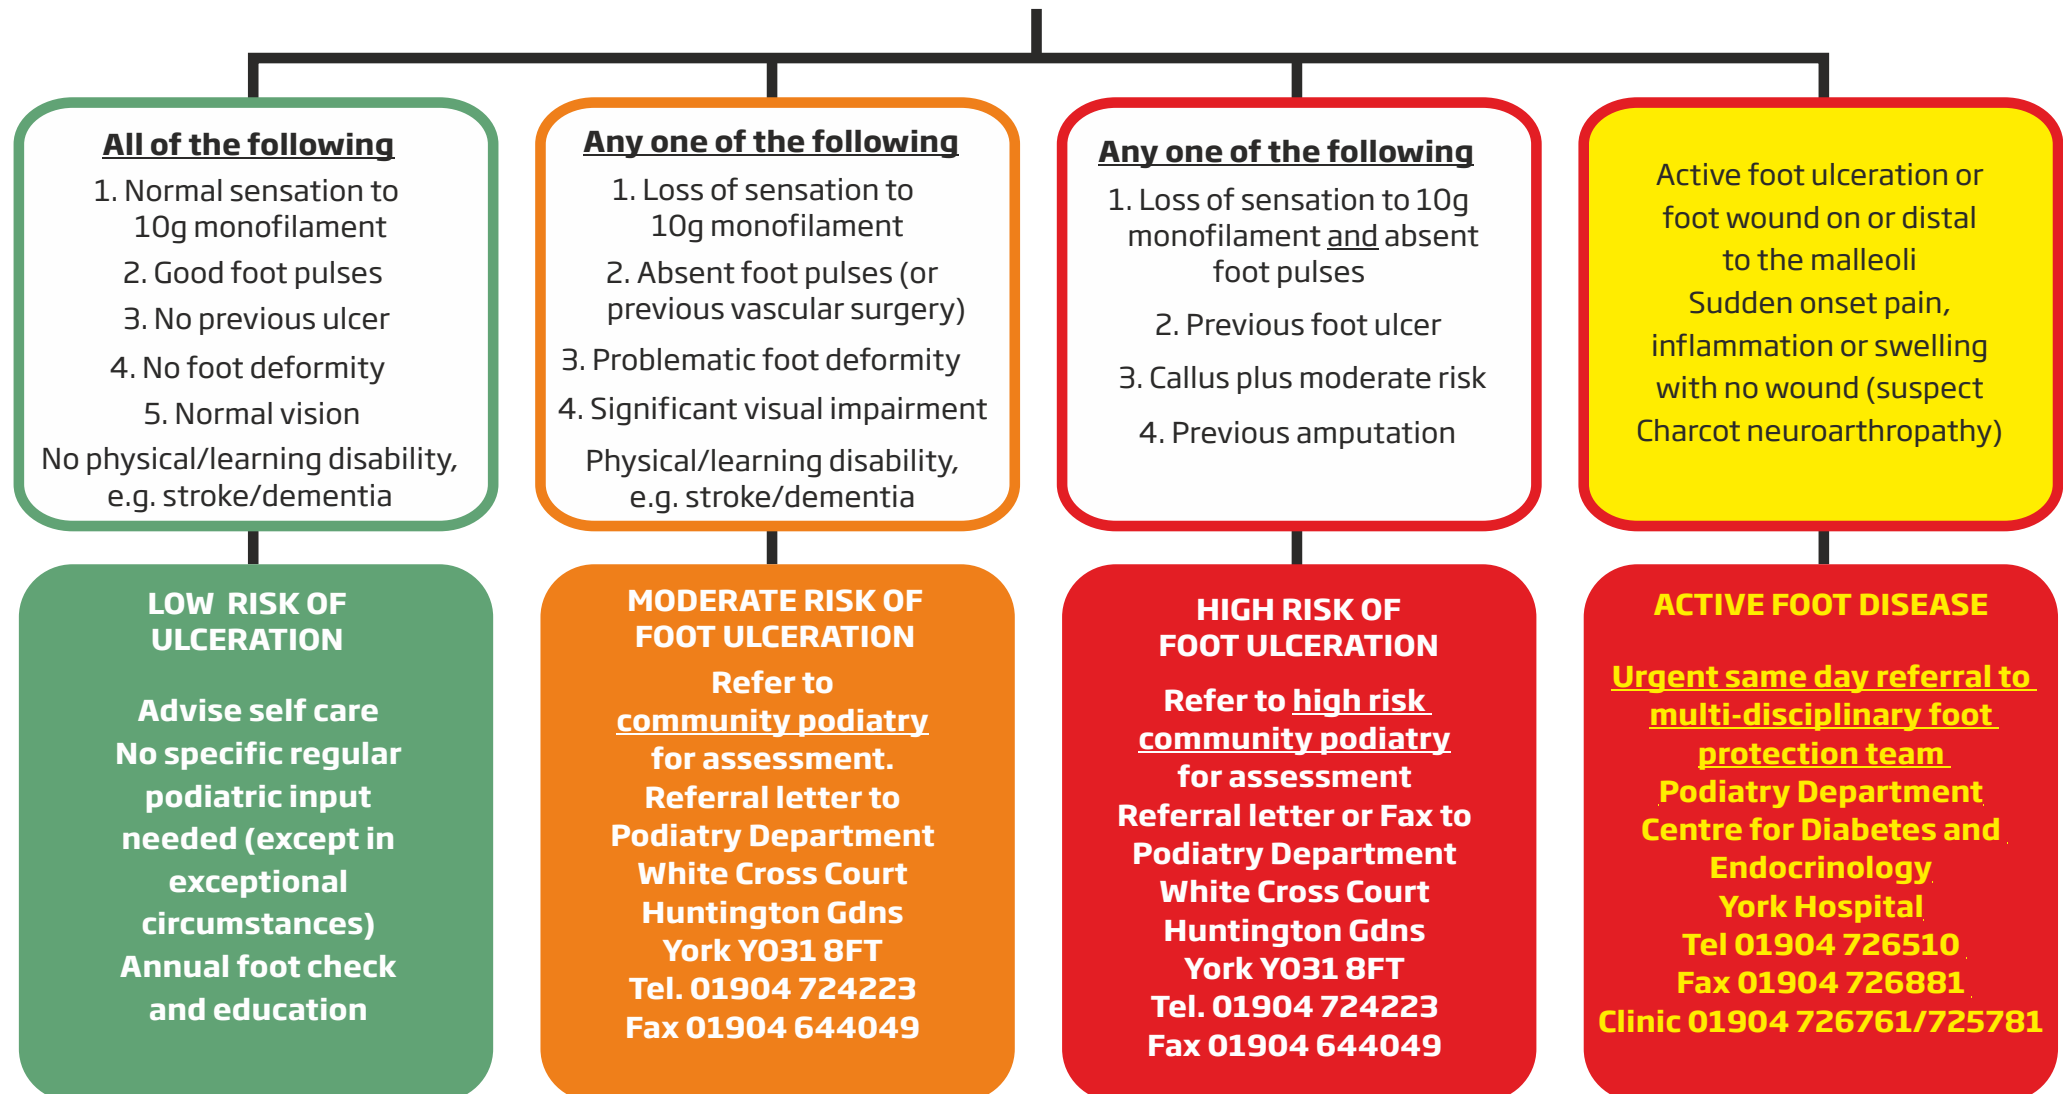 All of the following
1. Normal sensation to
10g monofilament
2. Good foot pulses
3. No previous ulcer
4. No foot deformity
5. Normal vision
No physical/learning disability,
e.g. stroke/dementia
LOW RISK OF
ULCERATION
Advise self care
No specific regular
podiatric input
needed (except in
exceptional
circumstances)
Annual foot check
and education
Any one of the following
1. Loss of sensation to
10g monofilament
2. Absent foot pulses (or
previous vascular surgery)
3. Problematic foot deformity
4. Significant visual impairment
Physical/learning disability,
e.g. stroke/dementia
MODERATE RISK OF
FOOT ULCERATION
Refer to
community podiatry
for assessment.
Referral letter to
Podiatry Department
White Cross Court
Huntington Gdns
York YO31 8FT
Tel. 01904 724223
Fax 01904 644049
Any one of the following
1. Loss of sensation to 10g
monofilament and absent
foot pulses
2. Previous foot ulcer
3. Callus plus moderate risk
4. Previous amputation
HIGH RISK OF
FOOT ULCERATION
Refer to high risk
community podiatry
for assessment
Referral letter or Fax to
Podiatry Department
White Cross Court
Huntington Gdns
York YO31 8FT
Tel. 01904 724223
Fax 01904 644049
Active foot ulceration or
foot wound on or distal
to the malleoli
Sudden onset pain,
inflammation or swelling
with no wound (suspect
Charcot neuroarthropathy)
ACTIVE FOOT DISEASE
Urgent same day referral to
multi-disciplinary foot
protection team
Podiatry Department
Centre for Diabetes and
Endocrinology
York Hospital
Tel 01904 726510
Fax 01904 726881
Clinic 01904 726761/725781